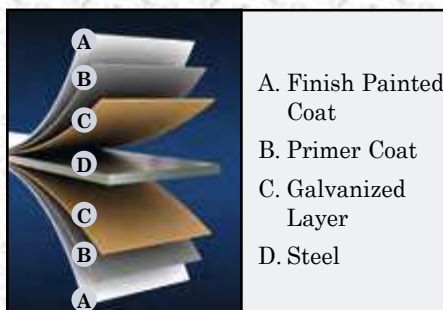 A
B
C
D
C
B
A
A. Finish Painted
Coat
B. Primer Coat
C. Galvanized
Layer
D. Steel